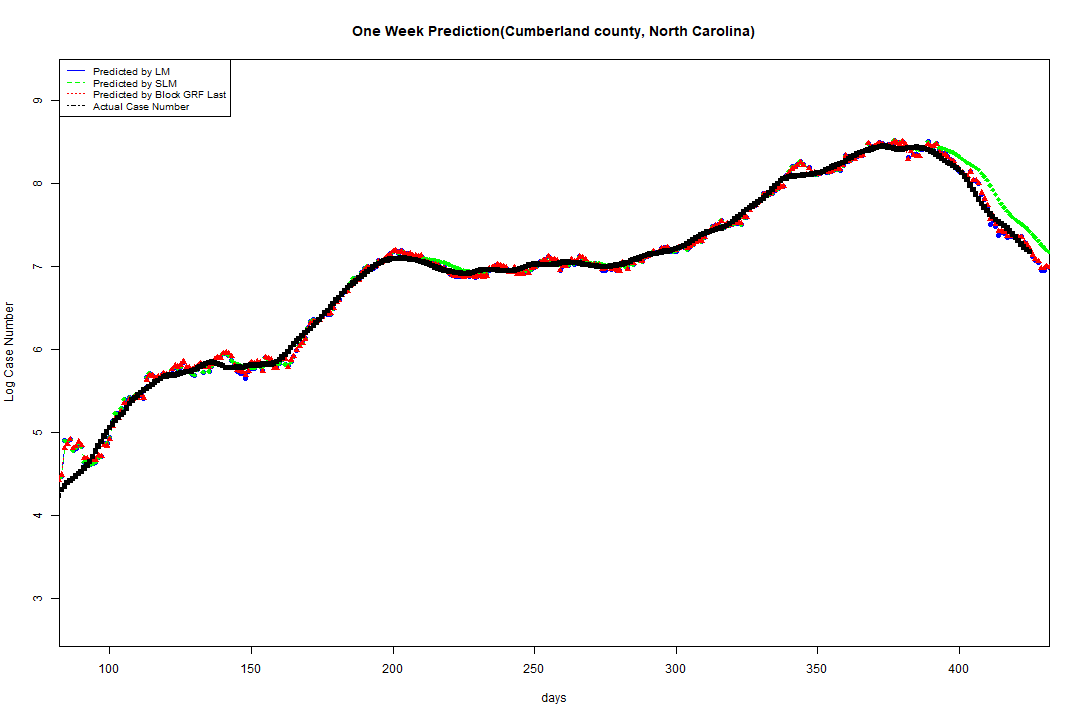 One Week Prediction(Cumberland county, North Carolina)
Predicted by LM
Predicted by SLM
Predicted by Block GRF Last
Actual Case Number
9
8
7
6
5
4
3
Log Case Number
100 150 200 250 300 350 400
days